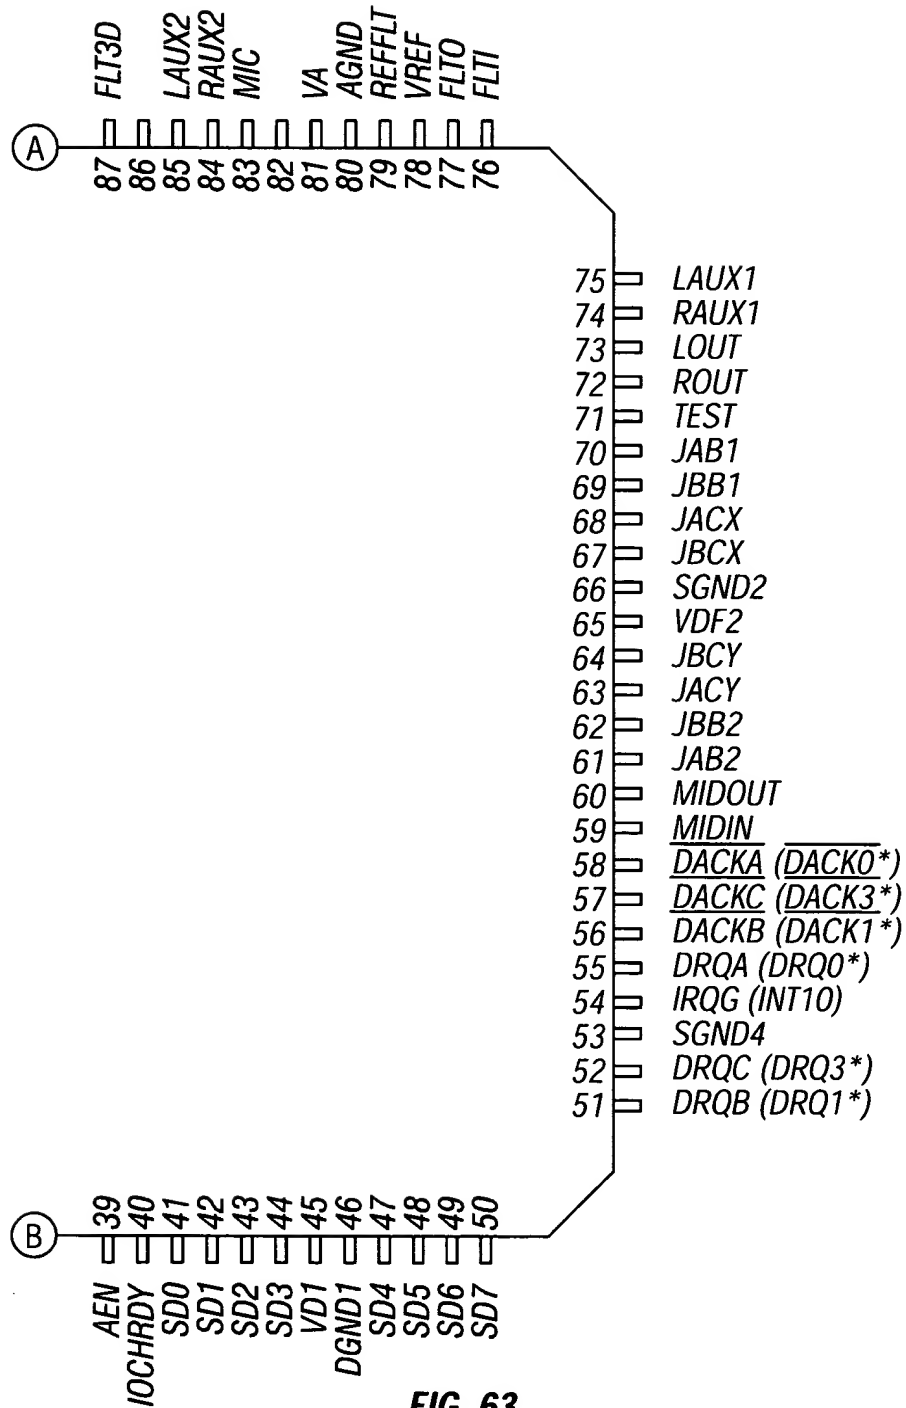 FLT3D
LAUX2
RAUX2
MIC
VA
AGND
REFFLT
VREF
FLTO
FLTI
A
87
86
85
84
83
82
81
80
79
78
77
76
75 LAUX1
74 RAUX1
73 LOUT
72 ROUT
71 TEST
70 JAB1
69 JBB1
68 JACX
67 JBCX
66 SGND2
65 VDF2
64 JBCY
63 JACY
62 JBB2
61 JAB2
60 MIDOUT
59 MIDIN
58 DACKA (DACK0*)
57 DACKC (DACK3*)
56 DACKB (DACK1*)
55 DRQA (DRQ0*)
54 IRQG (INT10)
53 SGND4
52 DRQC (DRQ3*)
51 DRQB (DRQ1*)
B
39
40
41
42
43
44
45
46
47
48
49
50
AEN
IOCHRDY
SD0
SD1
SD2
SD3
VD1
DGND1
SD4
SD5
SD6
SD7
FIG. 63